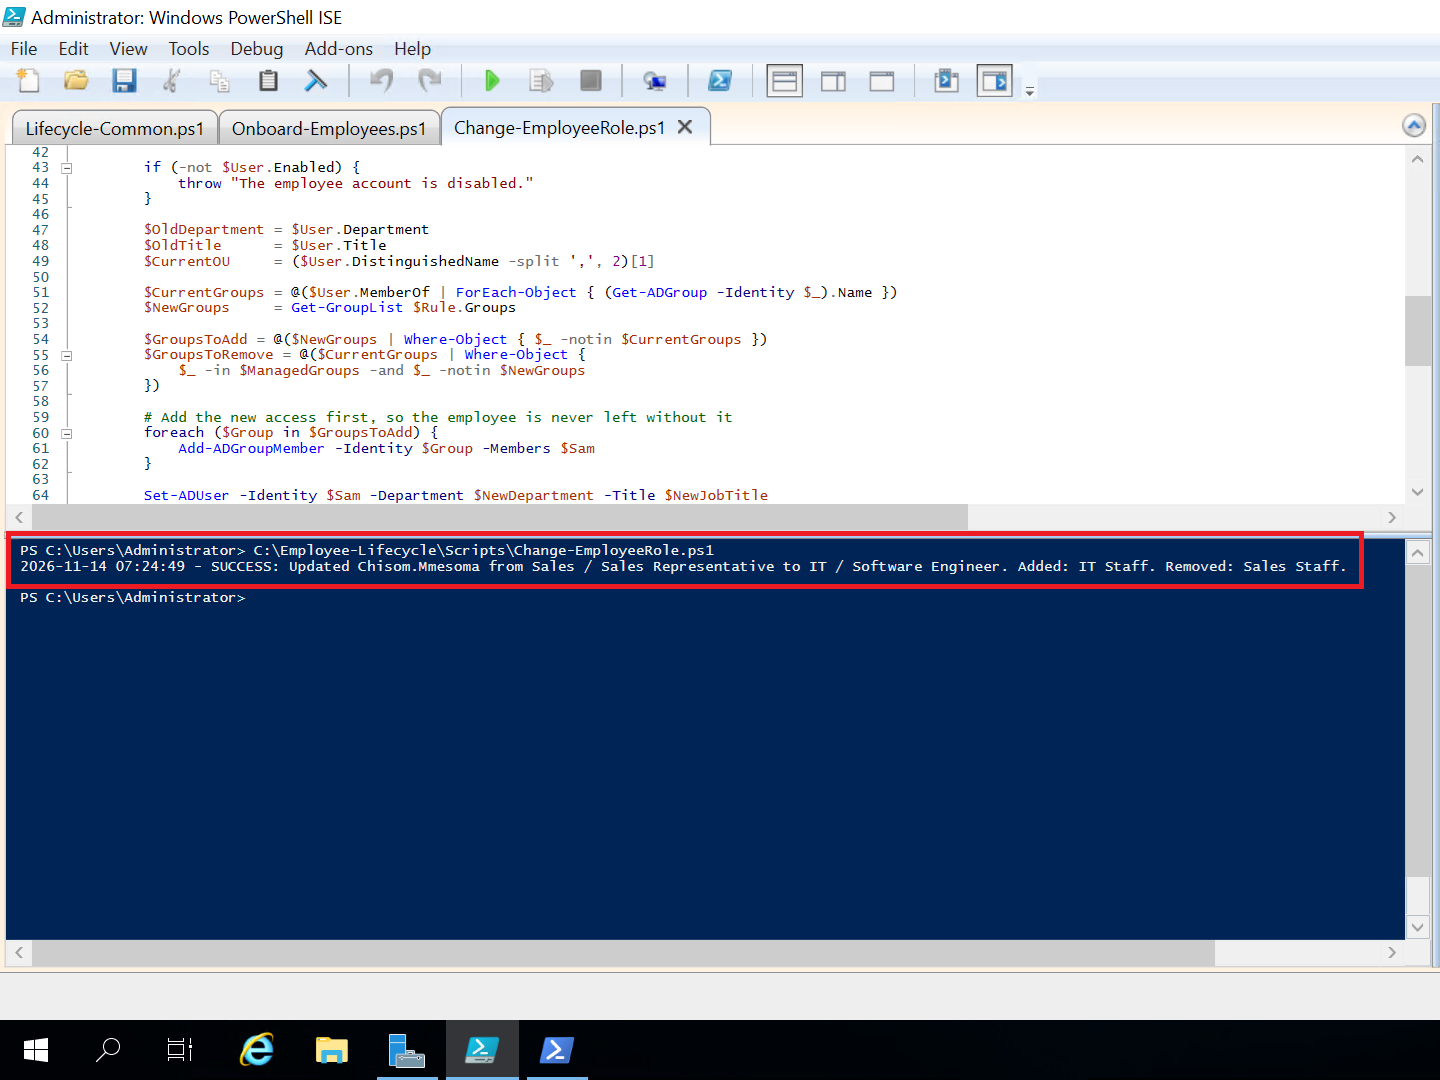 Administrator: Windows PowerShell ISE
File Edit View Tools Debug Add-ons Help
Lifecycle-Common.ps1 Onboard-Employees.ps1 Change-EmployeeRole.ps1
42
43         if (-not $User.Enabled) {
44             throw "The employee account is disabled."
45         }
46
47         $OldDepartment = $User.Department
48         $OldTitle      = $User.Title
49         $CurrentOU     = ($User.DistinguishedName -split ',', 2)[1]
50
51         $CurrentGroups = @($User.MemberOf | ForEach-Object { (Get-ADGroup -Identity $_).Name })
52         $NewGroups     = Get-GroupList $Rule.Groups
53
54         $GroupsToAdd = @($NewGroups | Where-Object { $_ -notin $CurrentGroups })
55         $GroupsToRemove = @($CurrentGroups | Where-Object {
56             $_ -in $ManagedGroups -and $_ -notin $NewGroups
57         })
58
59         # Add the new access first, so the employee is never left without it
60         foreach ($Group in $GroupsToAdd) {
61             Add-ADGroupMember -Identity $Group -Members $Sam
62         }
63
64         Set-ADUser -Identity $Sam -Department $NewDepartment -Title $NewJobTitle
PS C:\Users\Administrator> C:\Employee-Lifecycle\Scripts\Change-EmployeeRole.ps1
2026-11-14 07:24:49 - SUCCESS: Updated Chisom.Mmesoma from Sales / Sales Representative to IT / Software Engineer. Added: IT Staff. Removed: Sales Staff.
PS C:\Users\Administrator>